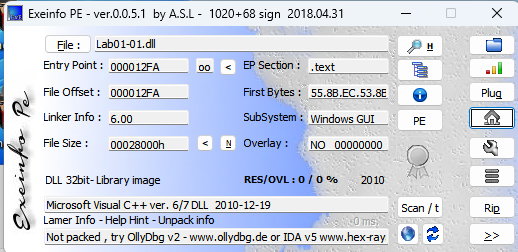 Exeinfo PE - ver.0.0.5.1 by A.S.L - 1020+68 sign 2018.04.31
File : Lab01-01.dll H
Entry Point : 000012FA oo < EP Section : .text
File Offset : 000012FA First Bytes : 55.8B.EC.53.8B
Plug
Linker Info : 6.00 SubSystem : Windows GUI PE
File Size : 00028000h < N Overlay : NO 00000000
Exeinfo Pe
DLL 32bit- Library image RES/OVL : 0 / 0 % 2010
Microsoft Visual C++ ver. 6/7 DLL 2010-12-19 Scan / t Rip
Lamer Info - Help Hint - Unpack info 0 ms.
Not packed , try OllyDbg v2 - www.ollydbg.de or IDA v5 www.hex-ray >>